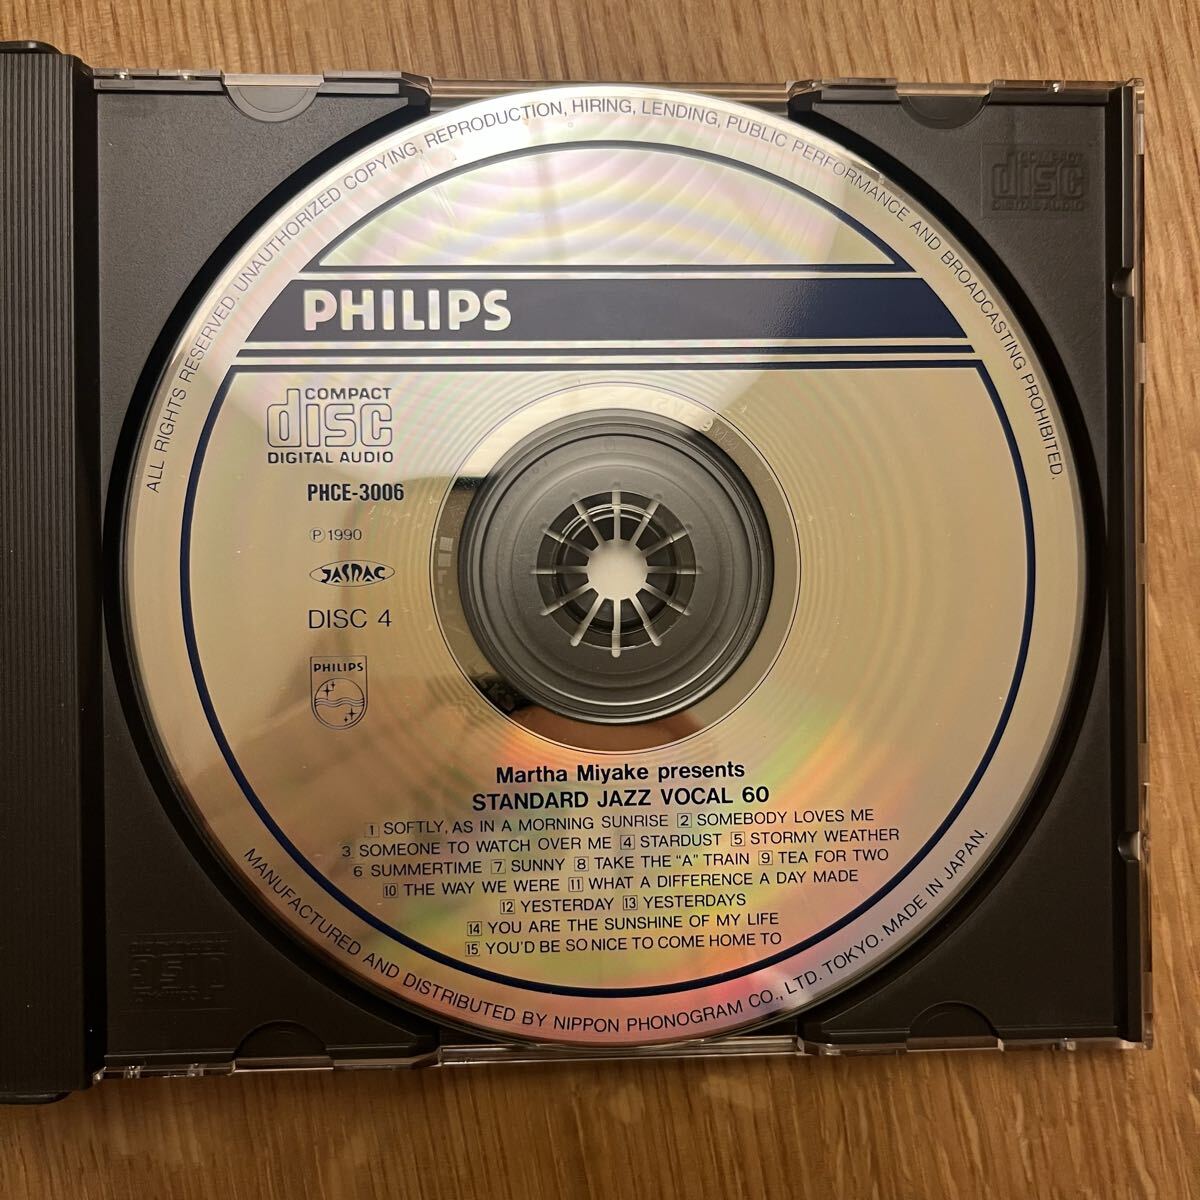 ALL RIGHTS RESERVED. UNAUTHORIZED COPYING, REPRODUCTION, HIRING, LENDING, PUBLIC PERFORMANCE AND BROADCASTING PROHIBITED.
PHILIPS
COMPACT
disc
DIGITAL AUDIO
PHCE-3006
Ⓟ1990
JASRAC
DISC 4
PHILIPS
Martha Miyake presents
STANDARD JAZZ VOCAL 60
1 SOFTLY, AS IN A MORNING SUNRISE 2 SOMEBODY LOVES ME
3 SOMEONE TO WATCH OVER ME 4 STARDUST 5 STORMY WEATHER
6 SUMMERTIME 7 SUNNY 8 TAKE THE "A" TRAIN 9 TEA FOR TWO
10 THE WAY WE WERE 11 WHAT A DIFFERENCE A DAY MADE
12 YESTERDAY 13 YESTERDAYS
14 YOU ARE THE SUNSHINE OF MY LIFE
15 YOU'D BE SO NICE TO COME HOME TO
MANUFACTURED AND DISTRIBUTED BY NIPPON PHONOGRAM CO., LTD. TOKYO. MADE IN JAPAN.
COMPACT
disc
DIGITAL AUDIO